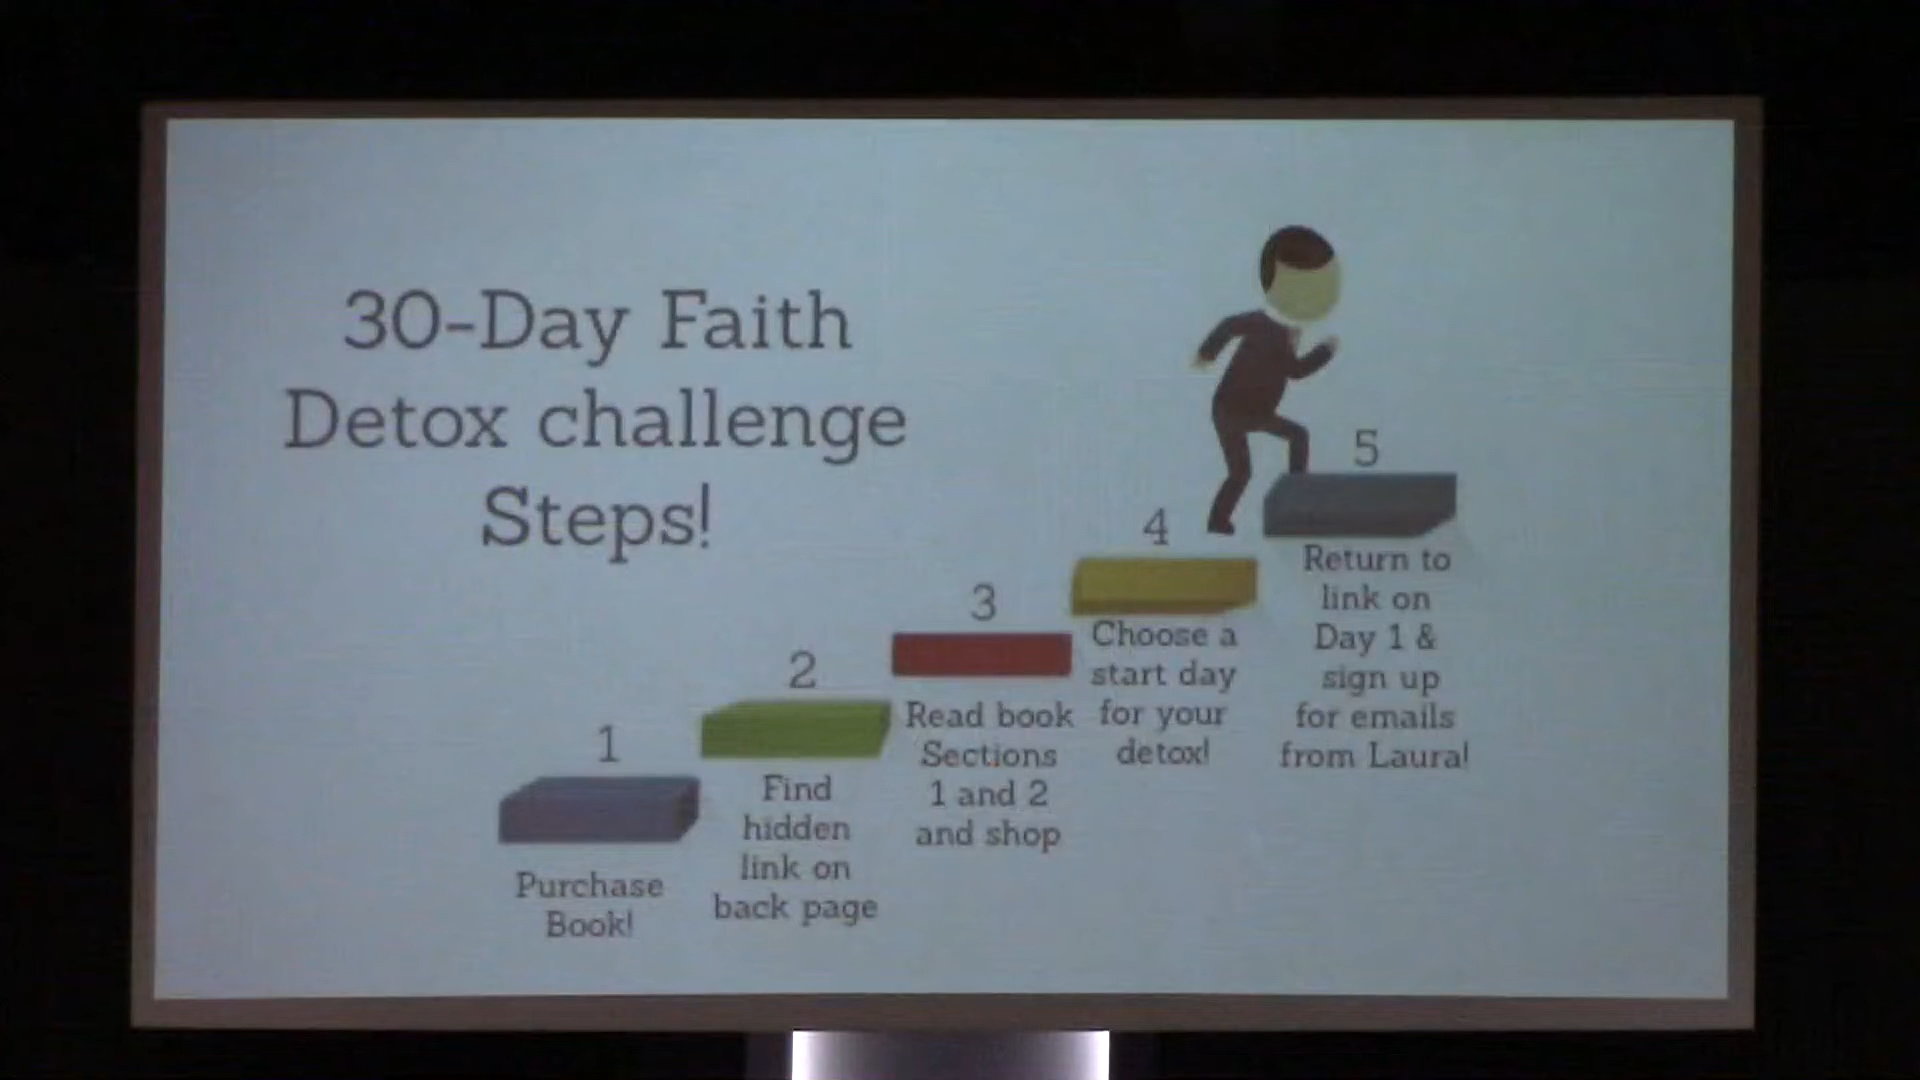 30-Day Faith
Detox challenge
Steps!
1
Purchase
Book!
2
Find
hidden
link on
back page
3
Read book
Sections
1 and 2
and shop
4
Choose a
start day
for your
detox!
5
Return to
link on
Day 1 &
sign up
for emails
from Laura!